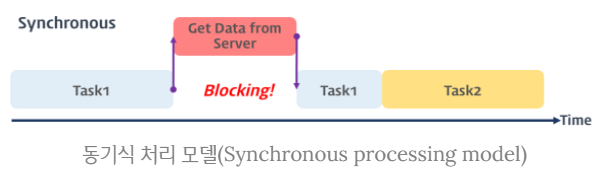 Synchronous
Get Data from
Server
Task1
Blocking!
Task1
Task2
Time
동기식 처리 모델(Synchronous processing model)